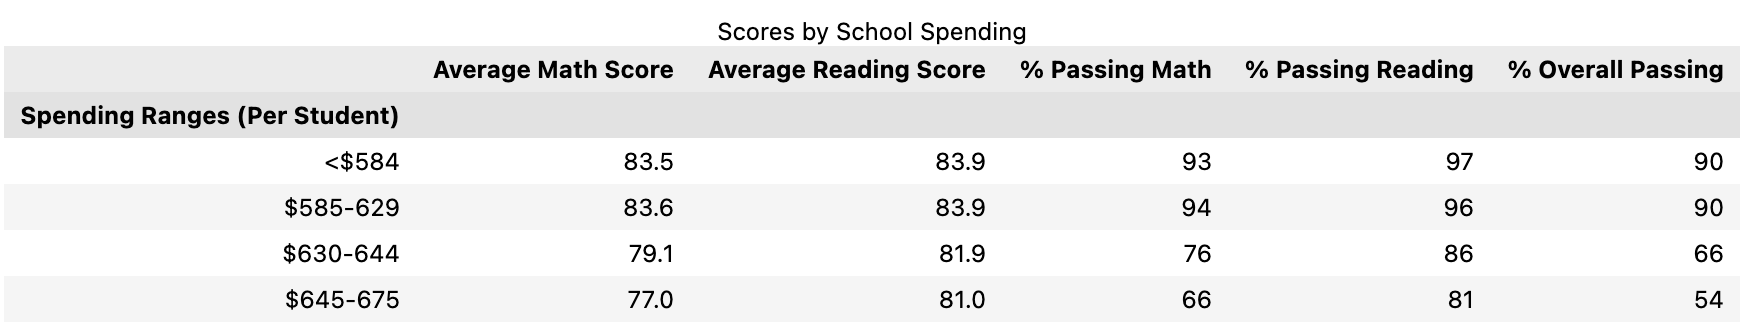 Scores by School Spending
Average Math Score Average Reading Score % Passing Math % Passing Reading % Overall Passing
Spending Ranges (Per Student)
<$584 83.5 83.9 93 97 90
$585-629 83.6 83.9 94 96 90
$630-644 79.1 81.9 76 86 66
$645-675 77.0 81.0 66 81 54